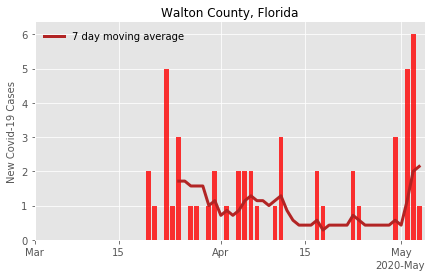 Walton County, Florida
7 day moving average
New Covid-19 Cases
6
5
4
3
2
1
0
Mar 15 Apr 15 May
2020-May